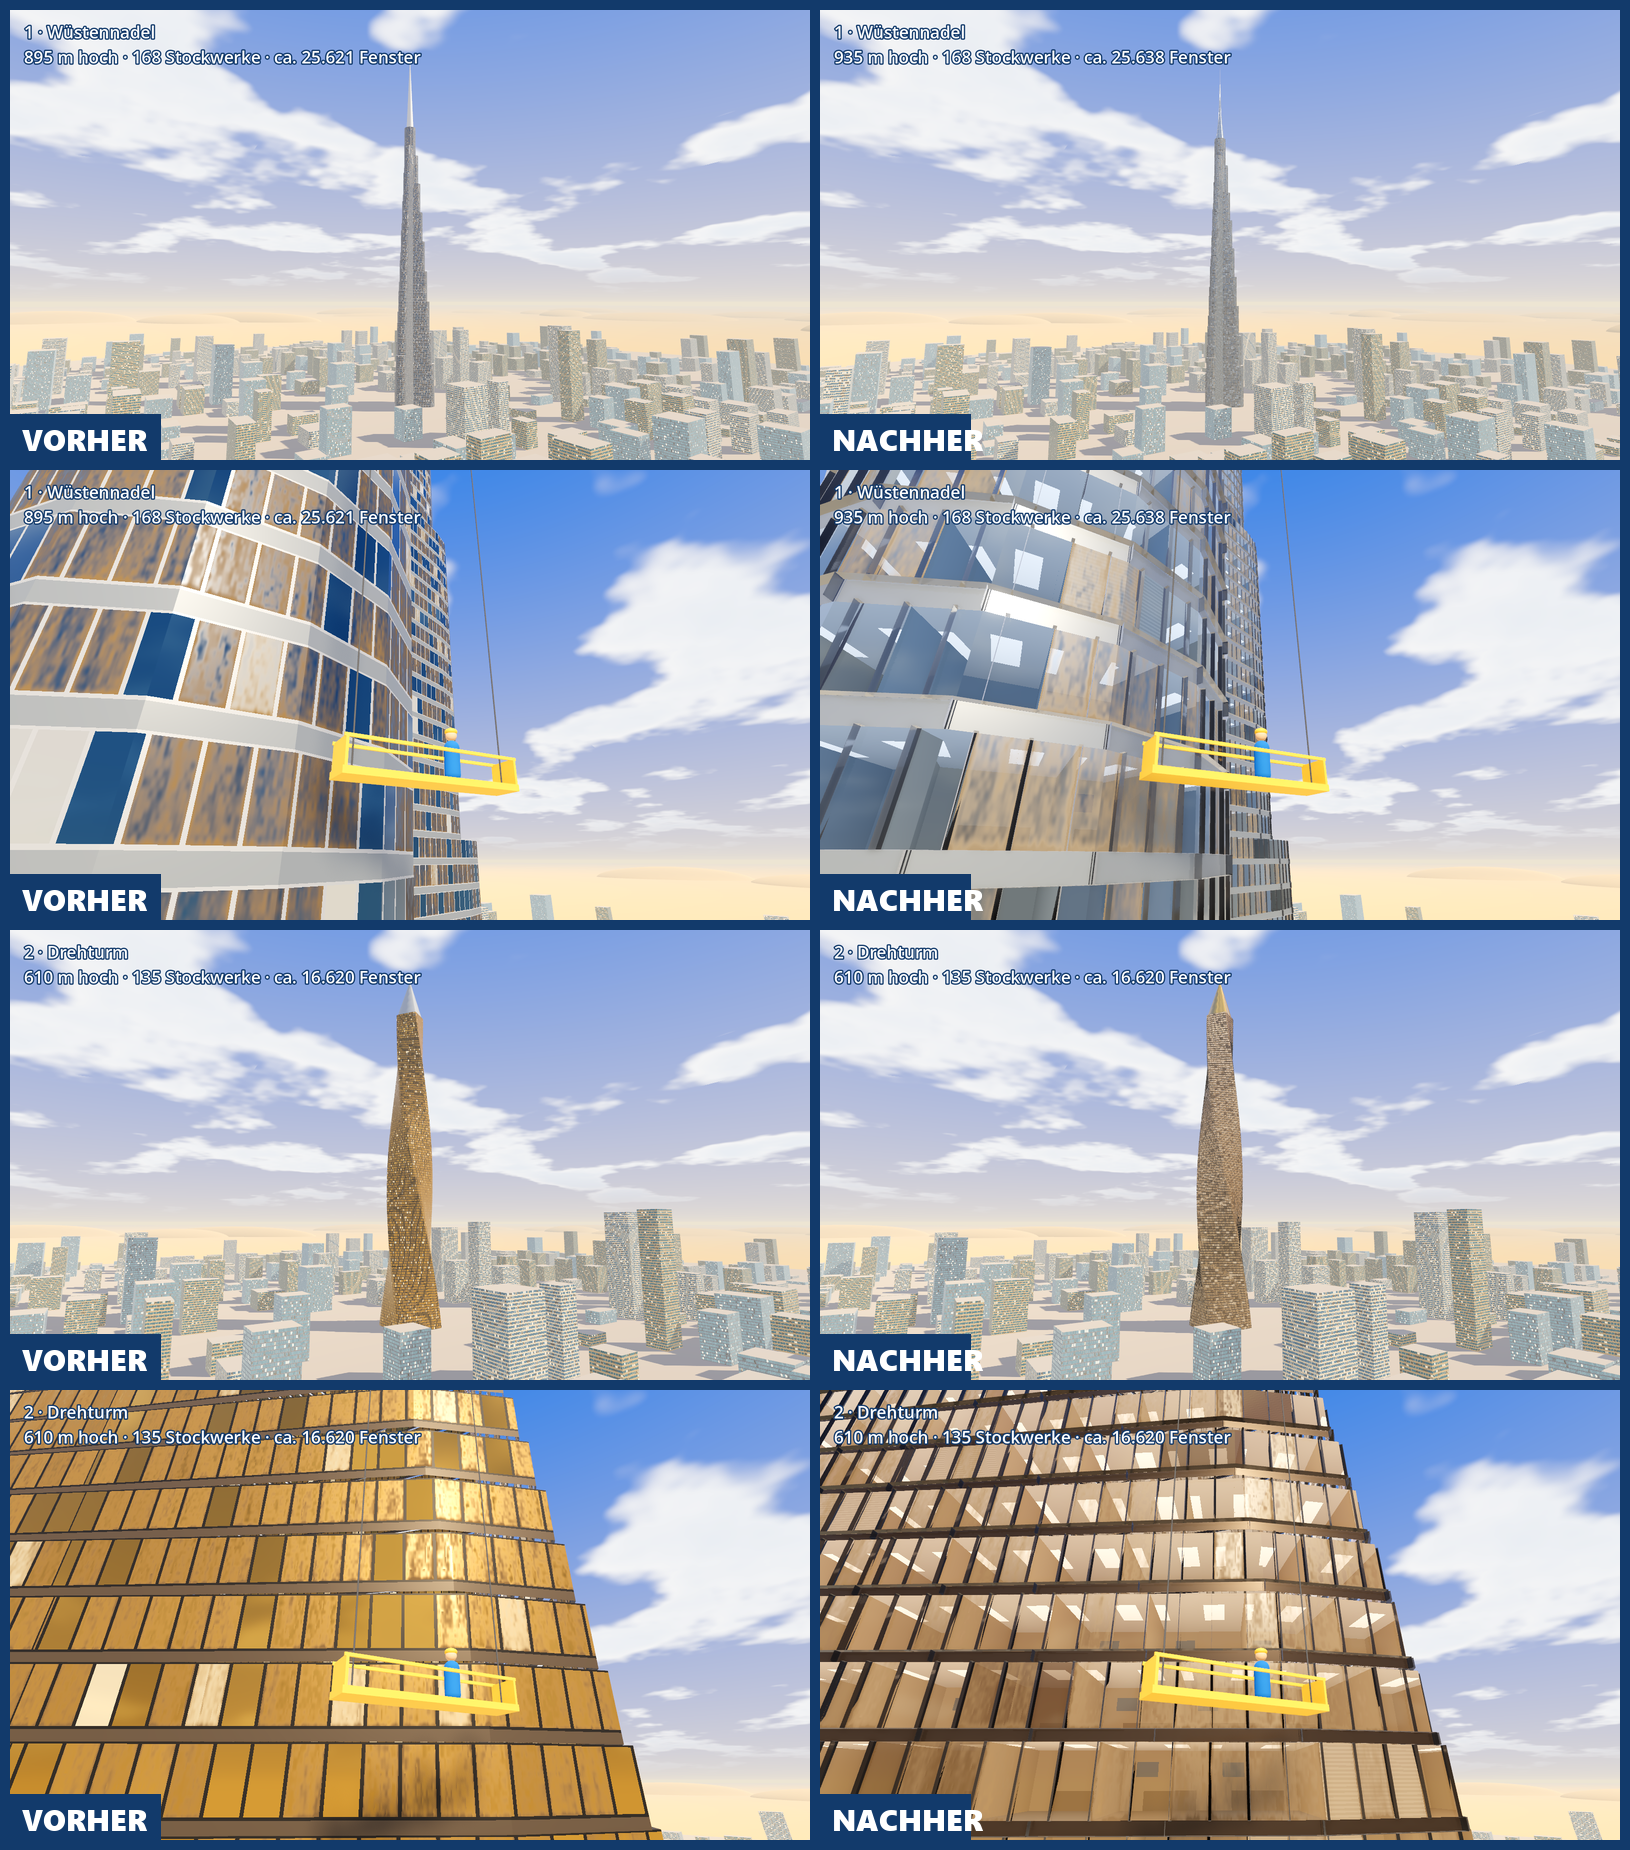 1 · Wüstennadel
895 m hoch · 168 Stockwerke · ca. 25.621 Fenster
VORHER
1 · Wüstennadel
935 m hoch · 168 Stockwerke · ca. 25.638 Fenster
NACHHER
1 · Wüstennadel
895 m hoch · 168 Stockwerke · ca. 25.621 Fenster
VORHER
1 · Wüstennadel
935 m hoch · 168 Stockwerke · ca. 25.638 Fenster
NACHHER
2 · Drehturm
610 m hoch · 135 Stockwerke · ca. 16.620 Fenster
VORHER
2 · Drehturm
610 m hoch · 135 Stockwerke · ca. 16.620 Fenster
NACHHER
2 · Drehturm
610 m hoch · 135 Stockwerke · ca. 16.620 Fenster
VORHER
2 · Drehturm
610 m hoch · 135 Stockwerke · ca. 16.620 Fenster
NACHHER